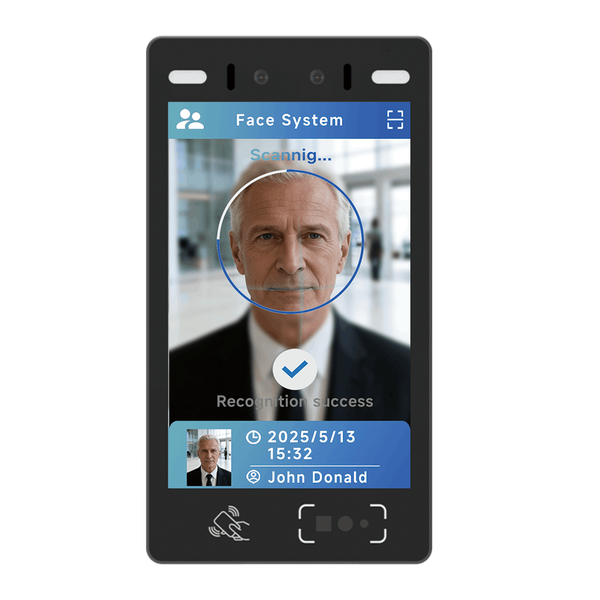 Face System
Scannig...
Recognition success
2025/5/13
15:32
John Donald